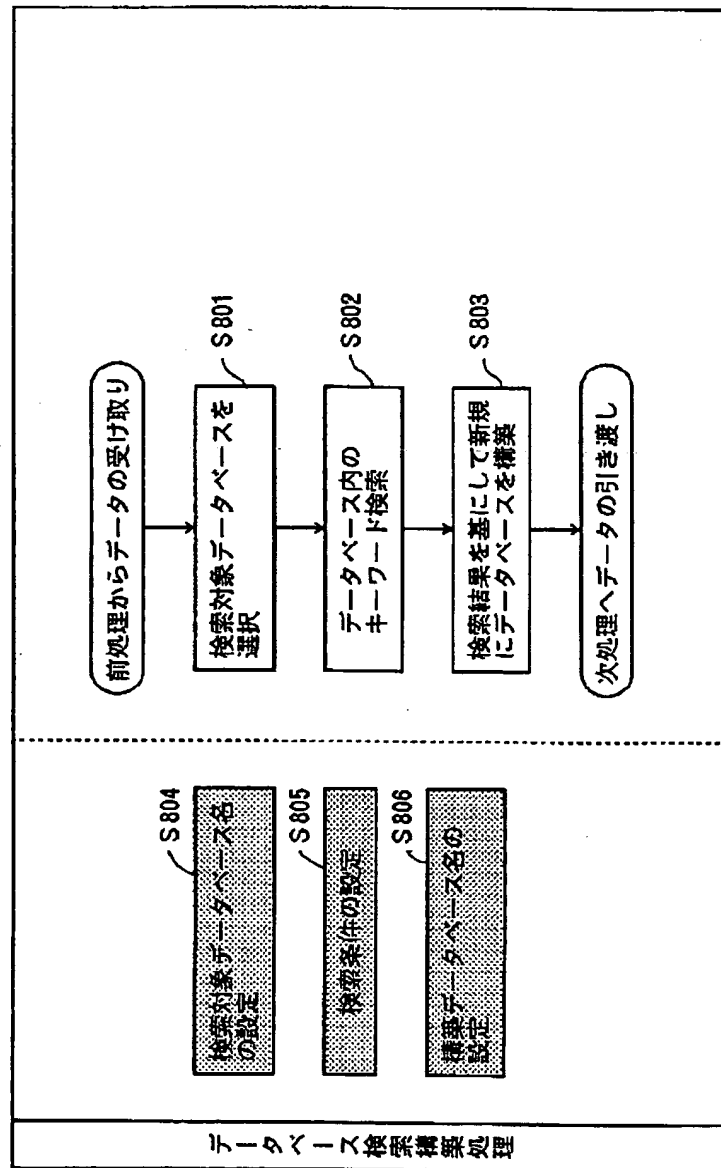 データベース検索構築処理
検索対象データベース名
の設定
S804
検索条件の設定
S805
構築データベース名の
設定
S806
前処理からデータの受け取り
検索対象データベースを
選択
S801
データベース内の
キーワード検索
S802
検索結果を基にして新規
にデータベースを構築
S803
次処理へデータの引き渡し